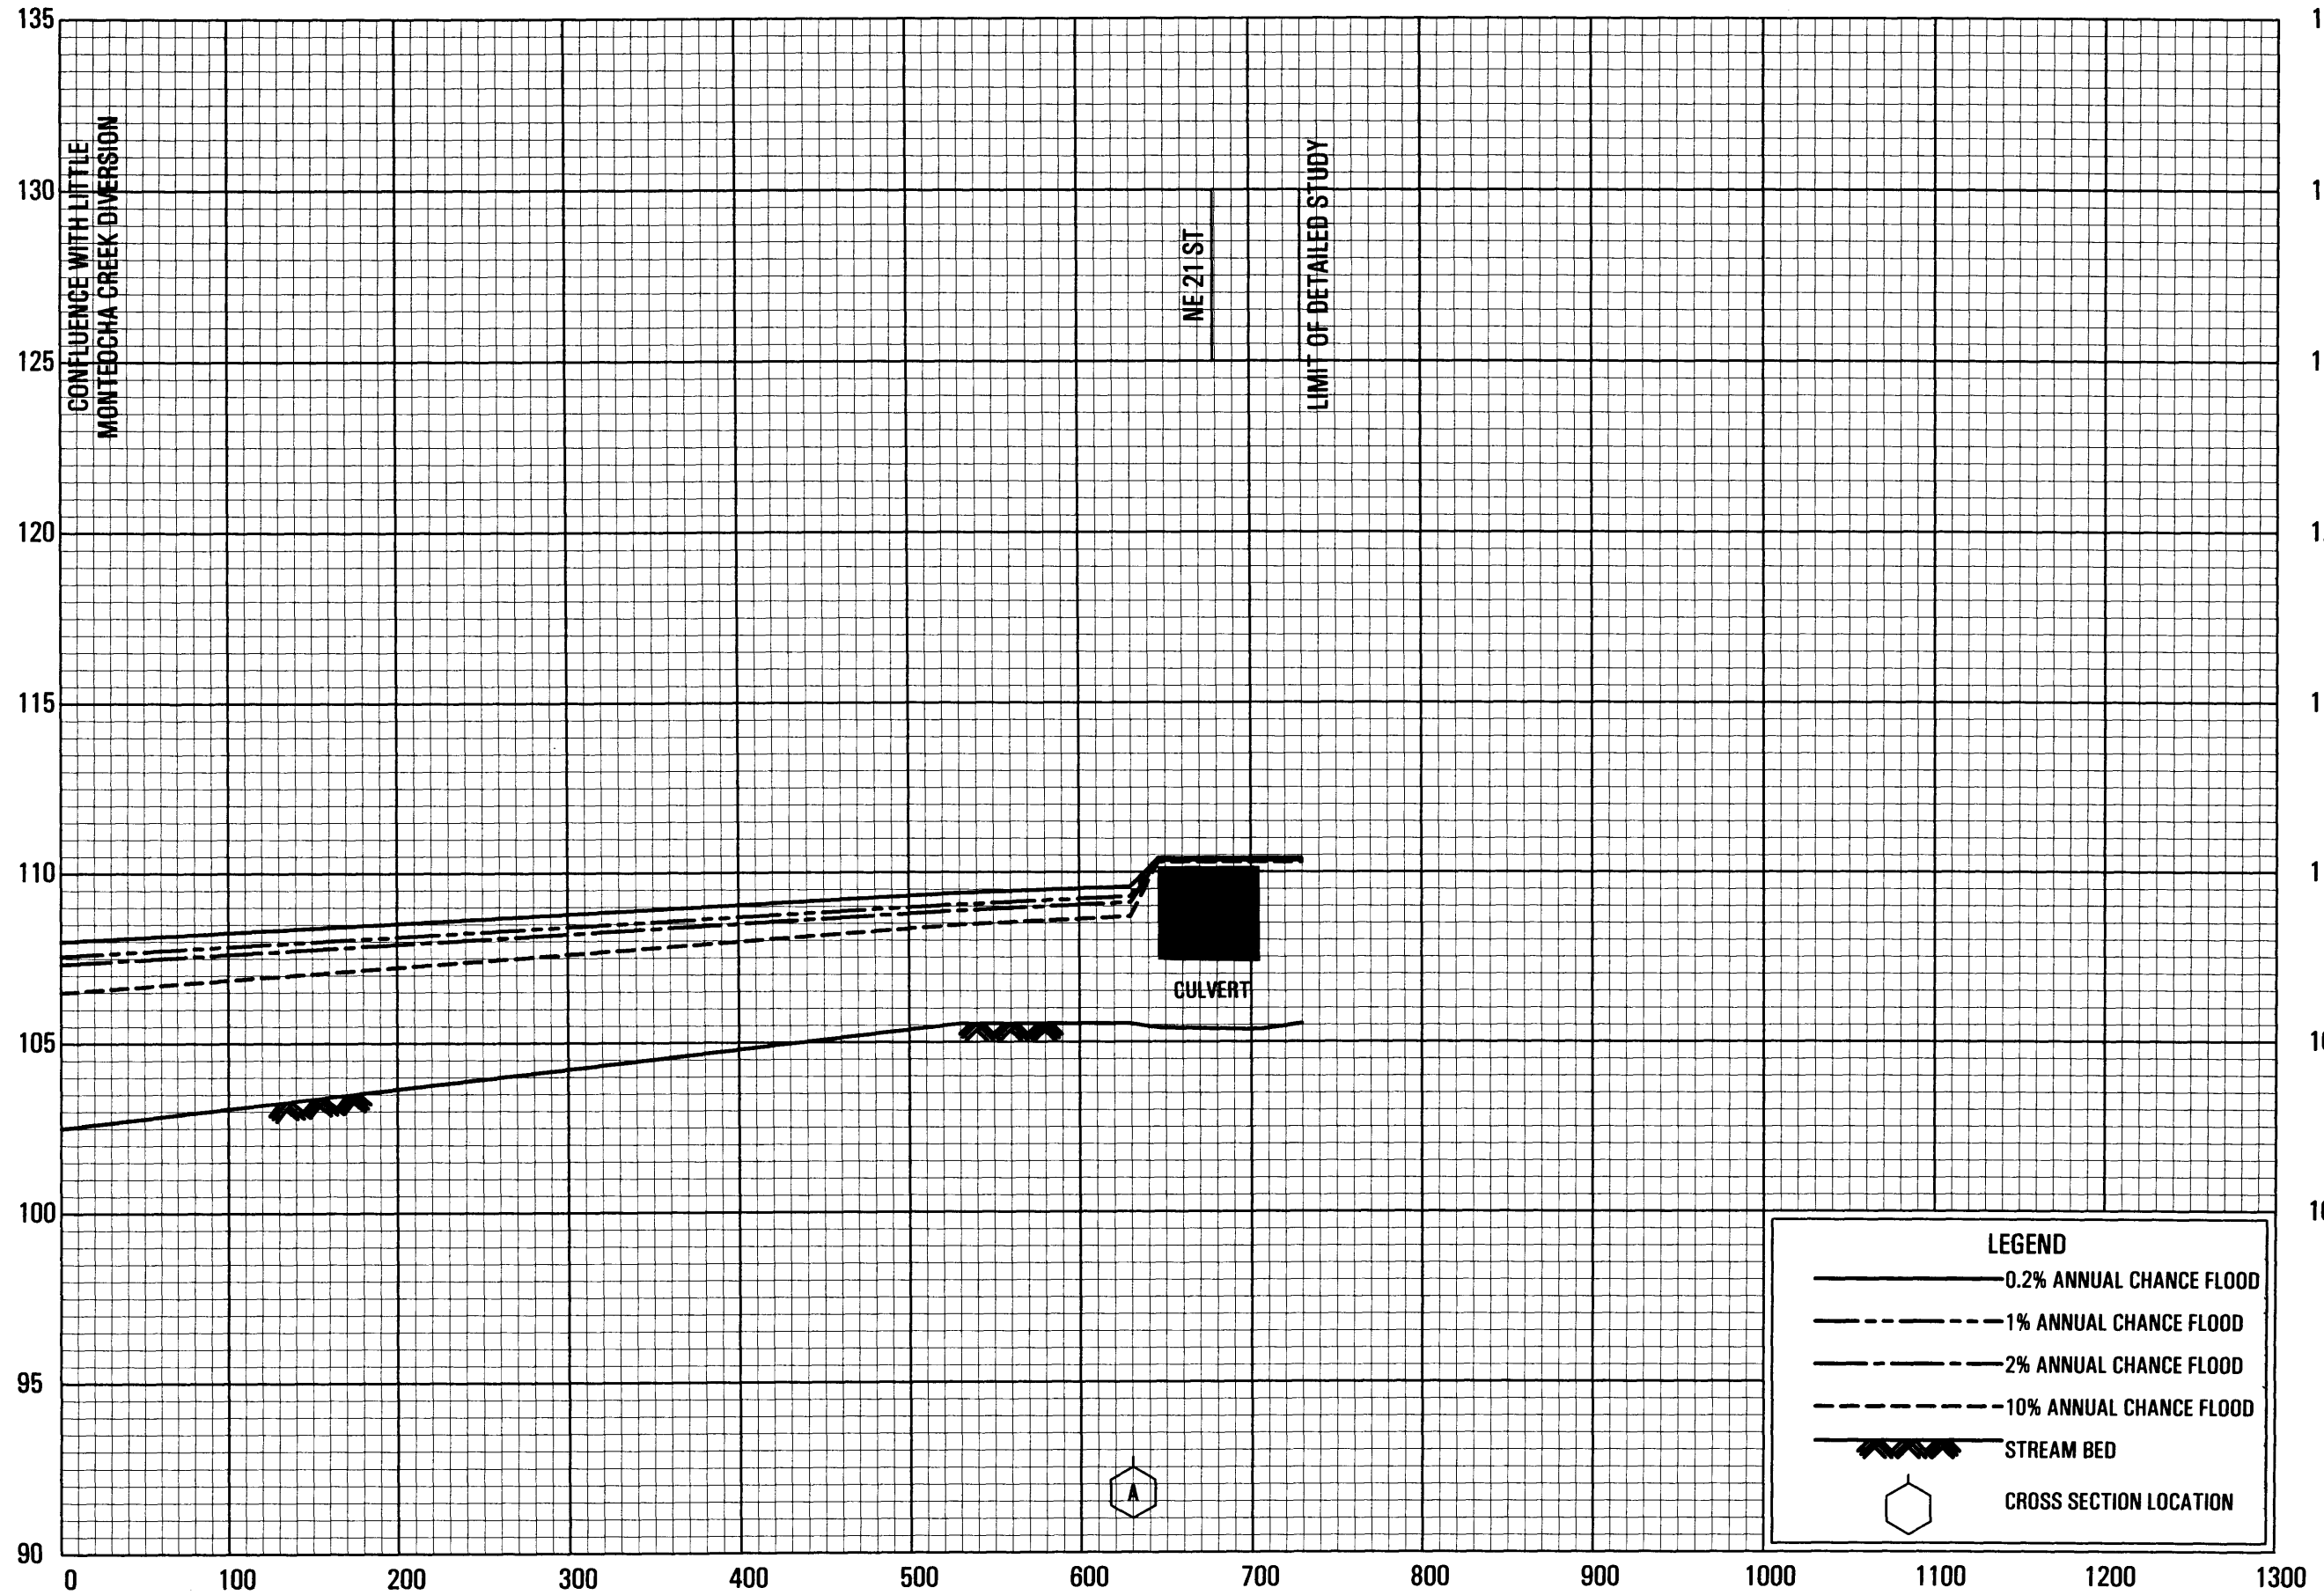 135
130
125
120
115
110
105
100
95
90
CONFLUENCE WITH LITTLE
MONTEOCHA CREEK DIVERSION
NE 21 ST
LIMIT OF DETAILED STUDY
CULVERT
A
LEGEND
0.2% ANNUAL CHANCE FLOOD
1% ANNUAL CHANCE FLOOD
2% ANNUAL CHANCE FLOOD
10% ANNUAL CHANCE FLOOD
STREAM BED
CROSS SECTION LOCATION
0 100 200 300 400 500 600 700 800 900 1000 1100 1200 1300